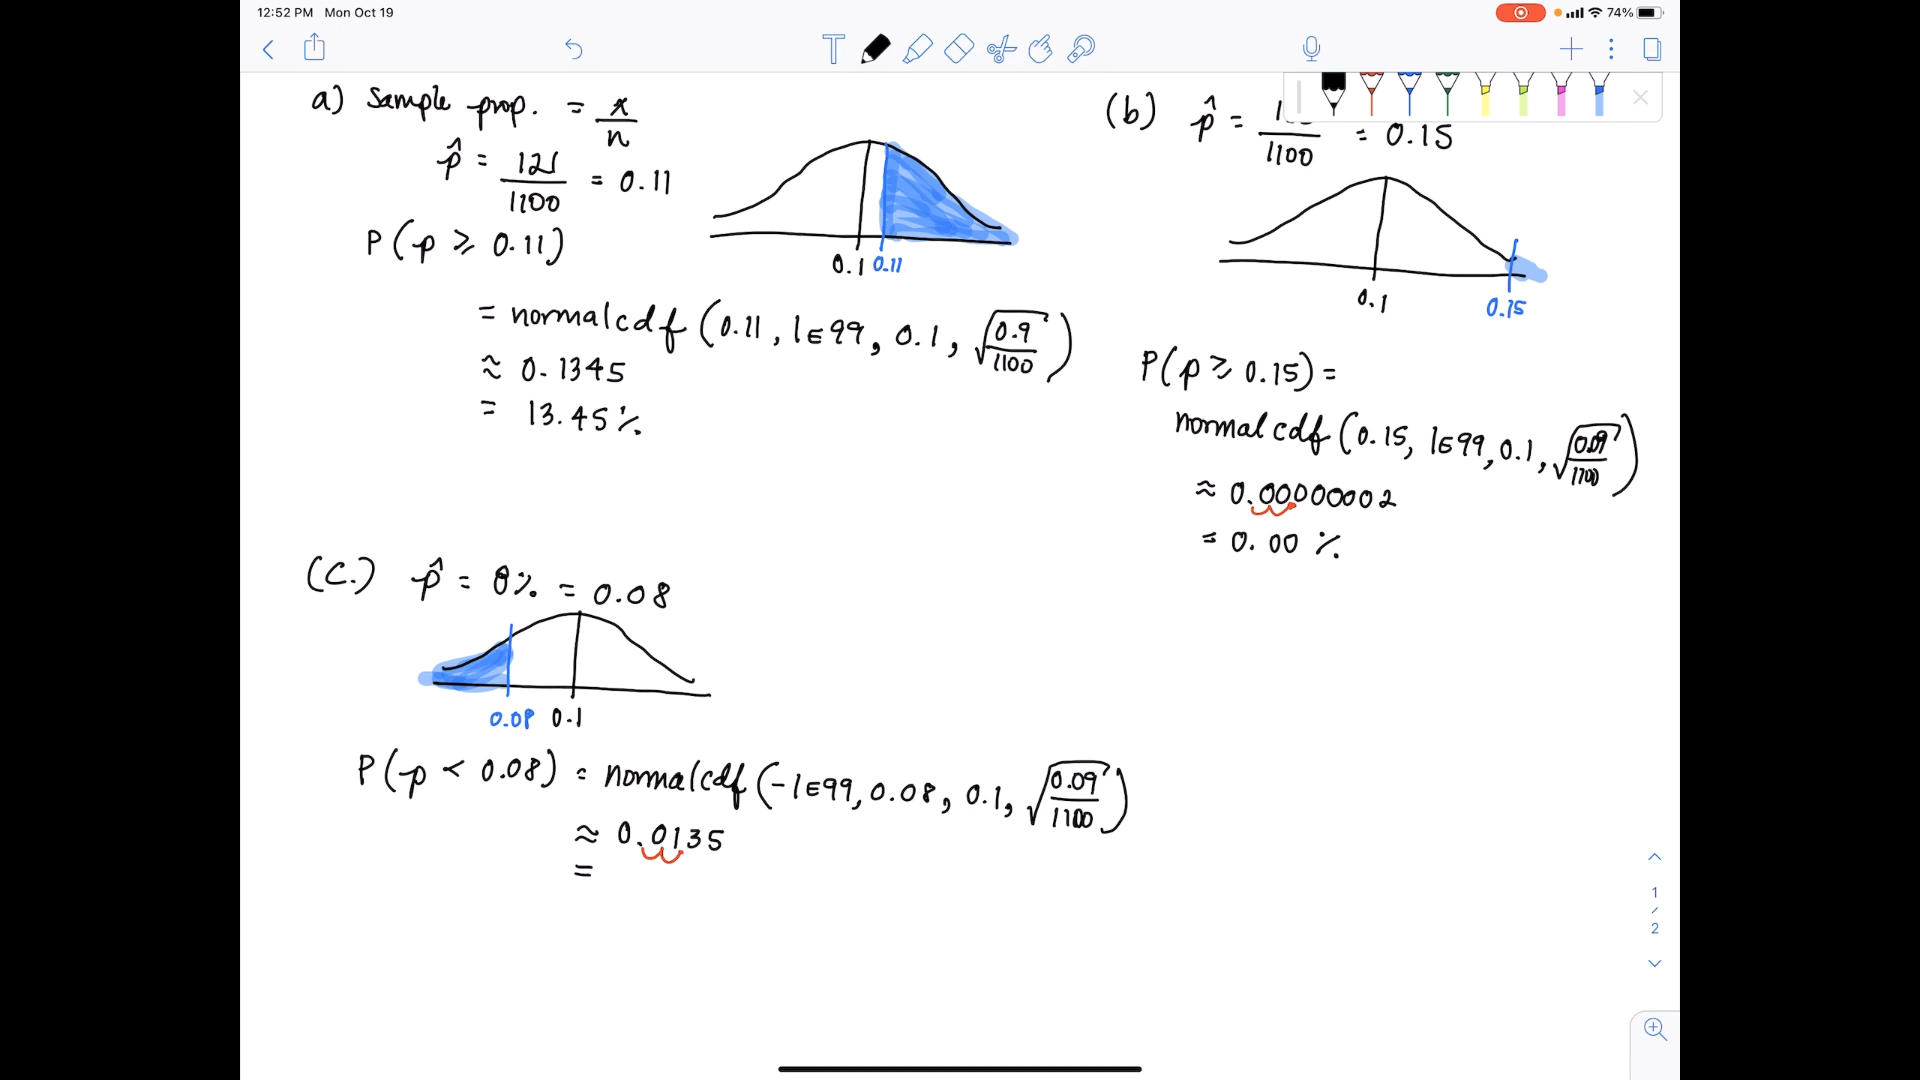 12:52 PM Mon Oct 19
74%
a) Sample prop. = x/n
p̂ = 121/1100 = 0.11
P(p ≥ 0.11)
0.1 0.11
= normalcdf(0.11, 1E99, 0.1, √(0.9/1100))
≈ 0.1345
= 13.45%
(b) p̂ = /1100 = 0.15
0.1 0.15
P(p ≥ 0.15) =
normalcdf(0.15, 1E99, 0.1, √(0.09/1100))
≈ 0.00000002
= 0.00 %
(C.) p̂ = 8% = 0.08
0.08 0.1
P(p < 0.08) = normalcdf(-1E99, 0.08, 0.1, √(0.09/1100))
≈ 0.0135
=
1
/
2